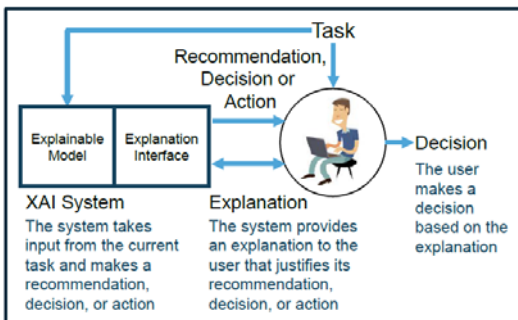 Task
Recommendation,
Decision or
Action
Explainable
Model
Explanation
Interface
Decision
The user
makes a
decision
based on the
explanation
XAI System
The system takes
input from the current
task and makes a
recommendation,
decision, or action
Explanation
The system provides
an explanation to the
user that justifies its
recommendation,
decision, or action